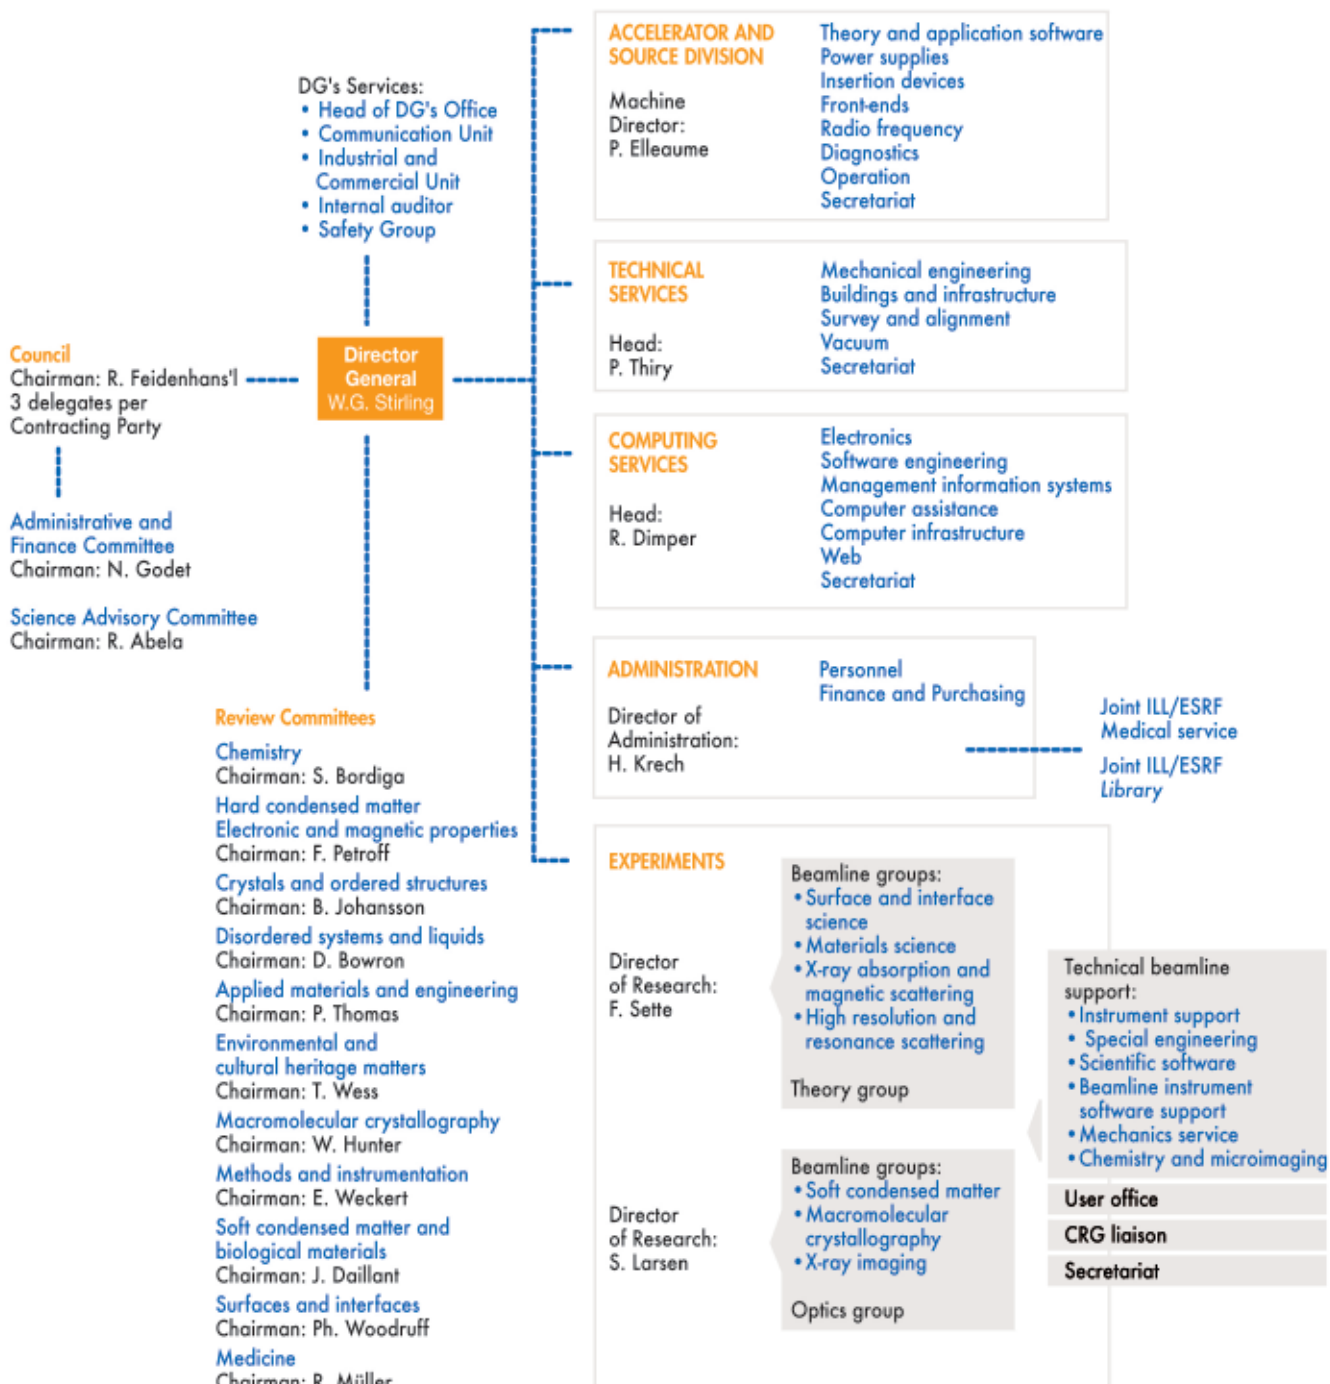 DG's Services:
• Head of DG's Office
• Communication Unit
• Industrial and
Commercial Unit
• Internal auditor
• Safety Group
Council
Chairman: R. Feidenhans'l
3 delegates per
Contracting Party
Director
General
W.G. Stirling
Administrative and
Finance Committee
Chairman: N. Godet
Science Advisory Committee
Chairman: R. Abela
Review Committees
Chemistry
Chairman: S. Bordiga
Hard condensed matter
Electronic and magnetic properties
Chairman: F. Petroff
Crystals and ordered structures
Chairman: B. Johansson
Disordered systems and liquids
Chairman: D. Bowron
Applied materials and engineering
Chairman: P. Thomas
Environmental and
cultural heritage matters
Chairman: T. Wess
Macromolecular crystallography
Chairman: W. Hunter
Methods and instrumentation
Chairman: E. Weckert
Soft condensed matter and
biological materials
Chairman: J. Daillant
Surfaces and interfaces
Chairman: Ph. Woodruff
Medicine
Chairman: R. Müller
ACCELERATOR AND
SOURCE DIVISION
Machine
Director:
P. Elleaume
Theory and application software
Power supplies
Insertion devices
Front-ends
Radio frequency
Diagnostics
Operation
Secretariat
TECHNICAL
SERVICES
Head:
P. Thiry
Mechanical engineering
Buildings and infrastructure
Survey and alignment
Vacuum
Secretariat
COMPUTING
SERVICES
Head:
R. Dimper
Electronics
Software engineering
Management information systems
Computer assistance
Computer infrastructure
Web
Secretariat
ADMINISTRATION
Director of
Administration:
H. Krech
Personnel
Finance and Purchasing
Joint ILL/ESRF
Medical service
Joint ILL/ESRF
Library
EXPERIMENTS
Director
of Research:
F. Sette
Beamline groups:
• Surface and interface
science
• Materials science
• X-ray absorption and
magnetic scattering
• High resolution and
resonance scattering
Theory group
Director
of Research:
S. Larsen
Beamline groups:
• Soft condensed matter
• Macromolecular
crystallography
• X-ray imaging
Optics group
Technical beamline
support:
• Instrument support
• Special engineering
• Scientific software
• Beamline instrument
software support
• Mechanics service
• Chemistry and microimaging
User office
CRG liaison
Secretariat